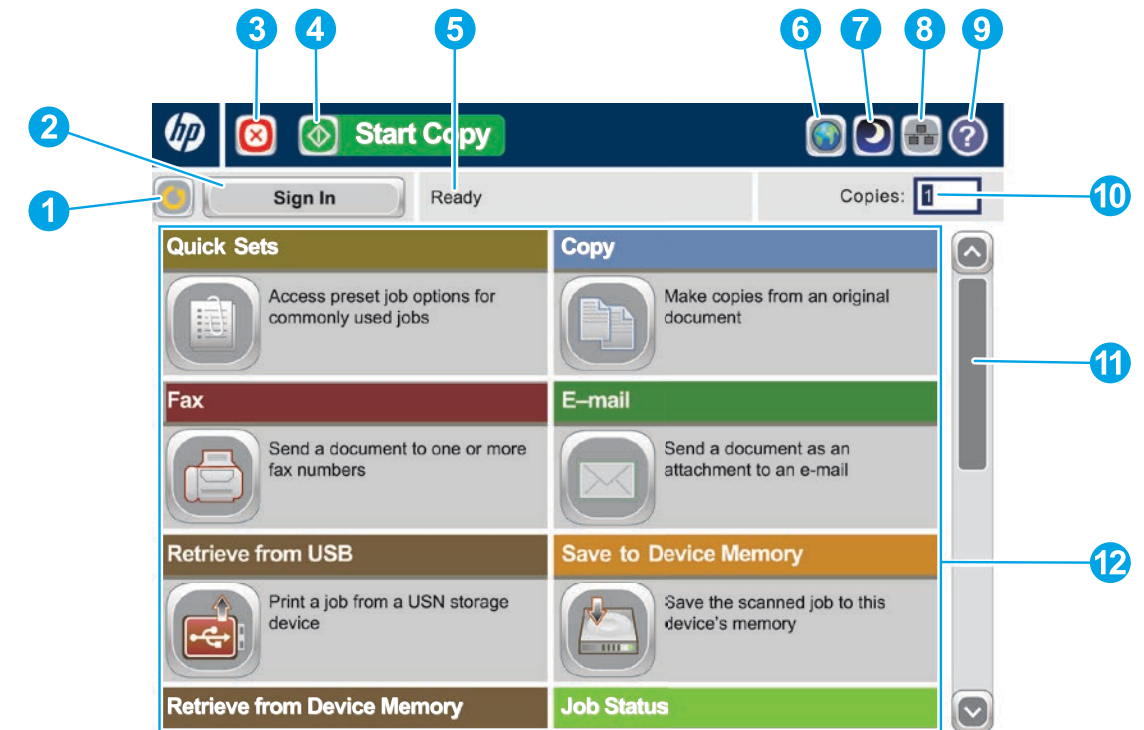 3 4 5 6 7 8 9
hp Start Copy
2
1 Sign In Ready Copies: 1 10
Quick Sets Copy
Access preset job options for Make copies from an original
commonly used jobs document
11
Fax E–mail
Send a document to one or more Send a document as an
fax numbers attachment to an e-mail
Retrieve from USB Save to Device Memory
12
Print a job from a USN storage Save the scanned job to this
device device's memory
Retrieve from Device Memory Job Status